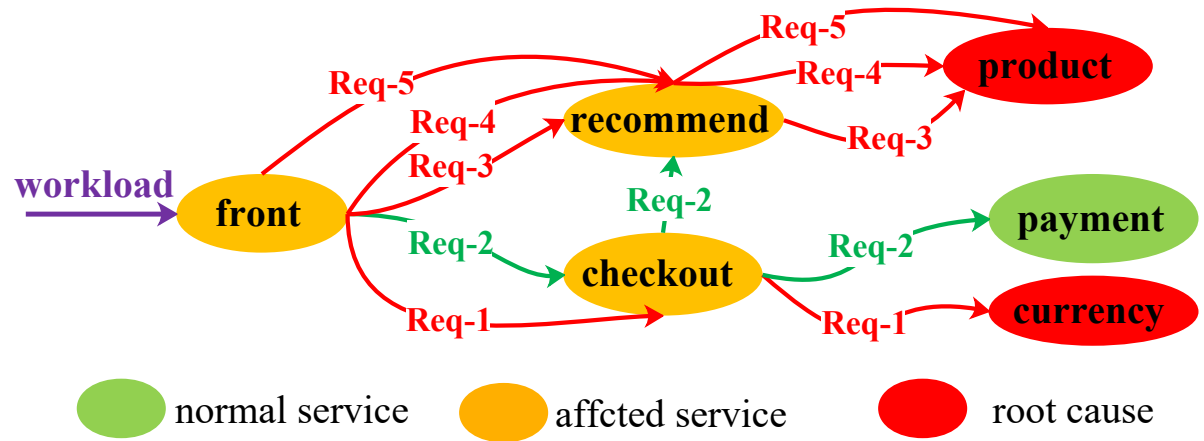 Req-5
product
Req-5
Req-4
Req-4
recommend
Req-3
Req-3
workload
front
Req-2
payment
Req-2
Req-2
checkout
Req-1
Req-1
currency
normal service
affcted service
root cause